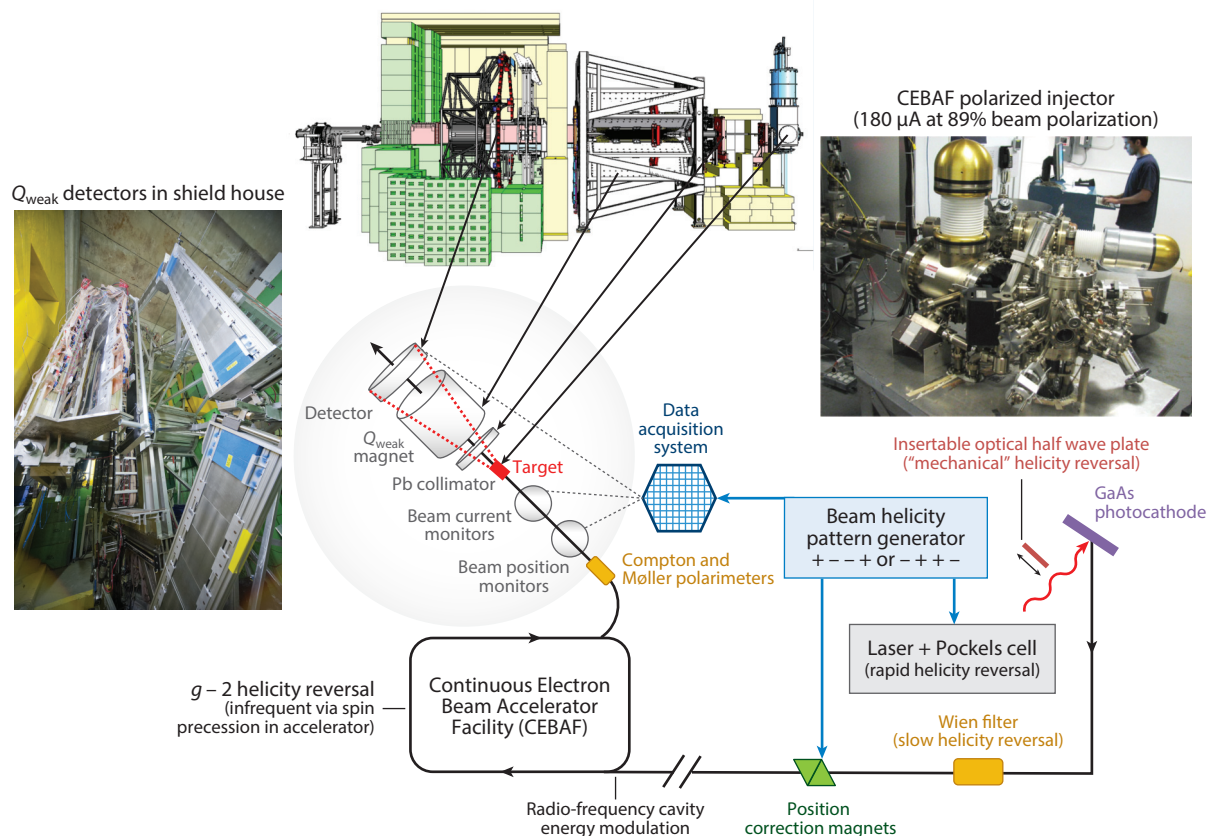 CEBAF polarized injector
(180 µA at 89% beam polarization)
Qweak detectors in shield house
Detector
Qweak
magnet
Pb collimator
Target
Beam current
monitors
Beam position
monitors
Compton and
Møller polarimeters
Data
acquisition
system
Insertable optical half wave plate
("mechanical" helicity reversal)
GaAs
photocathode
Beam helicity
pattern generator
+ – – + or – + + –
Laser + Pockels cell
(rapid helicity reversal)
g – 2 helicity reversal
(infrequent via spin
precession in accelerator)
Continuous Electron
Beam Accelerator
Facility (CEBAF)
Wien filter
(slow helicity reversal)
Radio-frequency cavity
energy modulation
Position
correction magnets